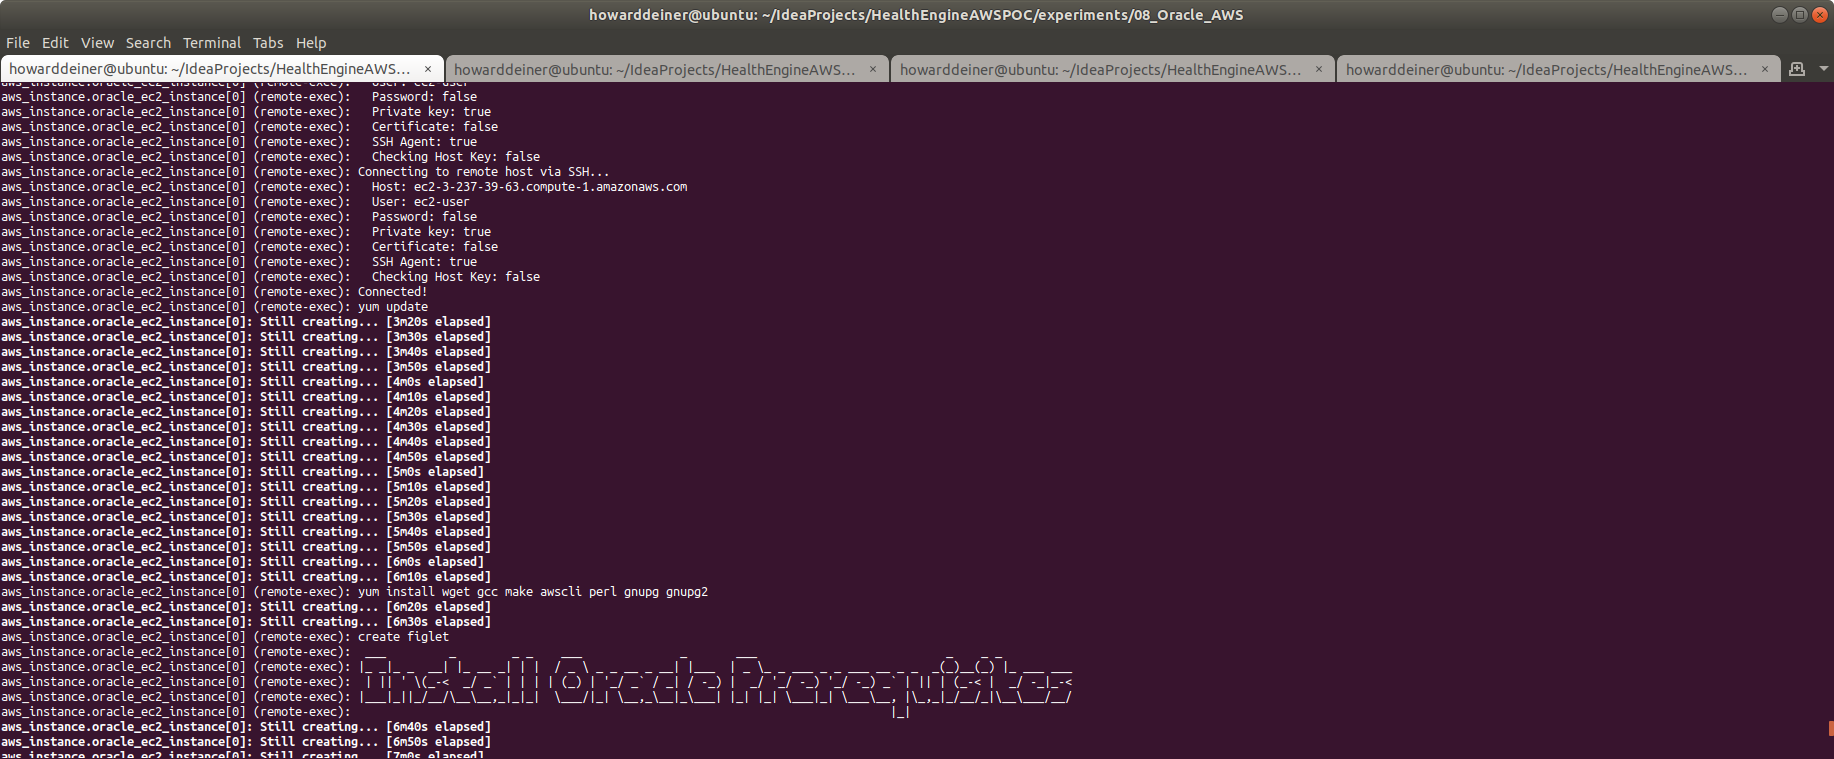 howarddeiner@ubuntu: ~/IdeaProjects/HealthEngineAWSPOC/experiments/08_Oracle_AWS
File Edit View Search Terminal Tabs Help
howarddeiner@ubuntu: ~/IdeaProjects/HealthEngineAWS... × howarddeiner@ubuntu: ~/IdeaProjects/HealthEngineAWS... × howarddeiner@ubuntu: ~/IdeaProjects/HealthEngineAWS... × howarddeiner@ubuntu: ~/IdeaProjects/HealthEngineAWS... ×
aws_instance.oracle_ec2_instance[0] (remote-exec):   User: ec2-user
aws_instance.oracle_ec2_instance[0] (remote-exec):   Password: false
aws_instance.oracle_ec2_instance[0] (remote-exec):   Private key: true
aws_instance.oracle_ec2_instance[0] (remote-exec):   Certificate: false
aws_instance.oracle_ec2_instance[0] (remote-exec):   SSH Agent: true
aws_instance.oracle_ec2_instance[0] (remote-exec):   Checking Host Key: false
aws_instance.oracle_ec2_instance[0] (remote-exec): Connecting to remote host via SSH...
aws_instance.oracle_ec2_instance[0] (remote-exec):   Host: ec2-3-237-39-63.compute-1.amazonaws.com
aws_instance.oracle_ec2_instance[0] (remote-exec):   User: ec2-user
aws_instance.oracle_ec2_instance[0] (remote-exec):   Password: false
aws_instance.oracle_ec2_instance[0] (remote-exec):   Private key: true
aws_instance.oracle_ec2_instance[0] (remote-exec):   Certificate: false
aws_instance.oracle_ec2_instance[0] (remote-exec):   SSH Agent: true
aws_instance.oracle_ec2_instance[0] (remote-exec):   Checking Host Key: false
aws_instance.oracle_ec2_instance[0] (remote-exec): Connected!
aws_instance.oracle_ec2_instance[0] (remote-exec): yum update
aws_instance.oracle_ec2_instance[0]: Still creating... [3m20s elapsed]
aws_instance.oracle_ec2_instance[0]: Still creating... [3m30s elapsed]
aws_instance.oracle_ec2_instance[0]: Still creating... [3m40s elapsed]
aws_instance.oracle_ec2_instance[0]: Still creating... [3m50s elapsed]
aws_instance.oracle_ec2_instance[0]: Still creating... [4m0s elapsed]
aws_instance.oracle_ec2_instance[0]: Still creating... [4m10s elapsed]
aws_instance.oracle_ec2_instance[0]: Still creating... [4m20s elapsed]
aws_instance.oracle_ec2_instance[0]: Still creating... [4m30s elapsed]
aws_instance.oracle_ec2_instance[0]: Still creating... [4m40s elapsed]
aws_instance.oracle_ec2_instance[0]: Still creating... [4m50s elapsed]
aws_instance.oracle_ec2_instance[0]: Still creating... [5m0s elapsed]
aws_instance.oracle_ec2_instance[0]: Still creating... [5m10s elapsed]
aws_instance.oracle_ec2_instance[0]: Still creating... [5m20s elapsed]
aws_instance.oracle_ec2_instance[0]: Still creating... [5m30s elapsed]
aws_instance.oracle_ec2_instance[0]: Still creating... [5m40s elapsed]
aws_instance.oracle_ec2_instance[0]: Still creating... [5m50s elapsed]
aws_instance.oracle_ec2_instance[0]: Still creating... [6m0s elapsed]
aws_instance.oracle_ec2_instance[0]: Still creating... [6m10s elapsed]
aws_instance.oracle_ec2_instance[0] (remote-exec): yum install wget gcc make awscli perl gnupg gnupg2
aws_instance.oracle_ec2_instance[0]: Still creating... [6m20s elapsed]
aws_instance.oracle_ec2_instance[0]: Still creating... [6m30s elapsed]
aws_instance.oracle_ec2_instance[0] (remote-exec): create figlet
aws_instance.oracle_ec2_instance[0] (remote-exec):
aws_instance.oracle_ec2_instance[0] (remote-exec): Install Oracle Prerequisites
aws_instance.oracle_ec2_instance[0] (remote-exec):
aws_instance.oracle_ec2_instance[0] (remote-exec):
aws_instance.oracle_ec2_instance[0] (remote-exec):
aws_instance.oracle_ec2_instance[0]: Still creating... [6m40s elapsed]
aws_instance.oracle_ec2_instance[0]: Still creating... [6m50s elapsed]
aws_instance.oracle_ec2_instance[0]: Still creating... [7m0s elapsed]